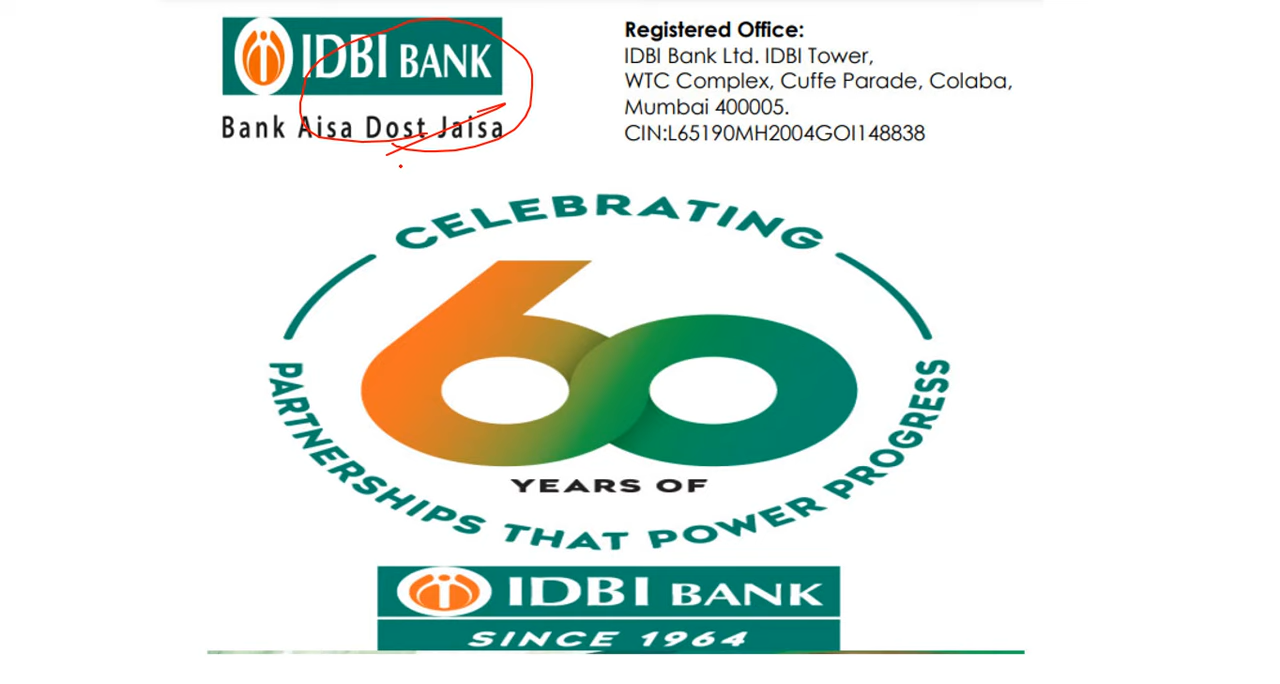 IDBI BANK
Bank Aisa Dost Jaisa
Registered Office:
IDBI Bank Ltd. IDBI Tower,
WTC Complex, Cuffe Parade, Colaba,
Mumbai 400005.
CIN:L65190MH2004GOI148838
CELEBRATING
60
YEARS OF
PARTNERSHIPS THAT POWER PROGRESS
IDBI BANK
SINCE 1964